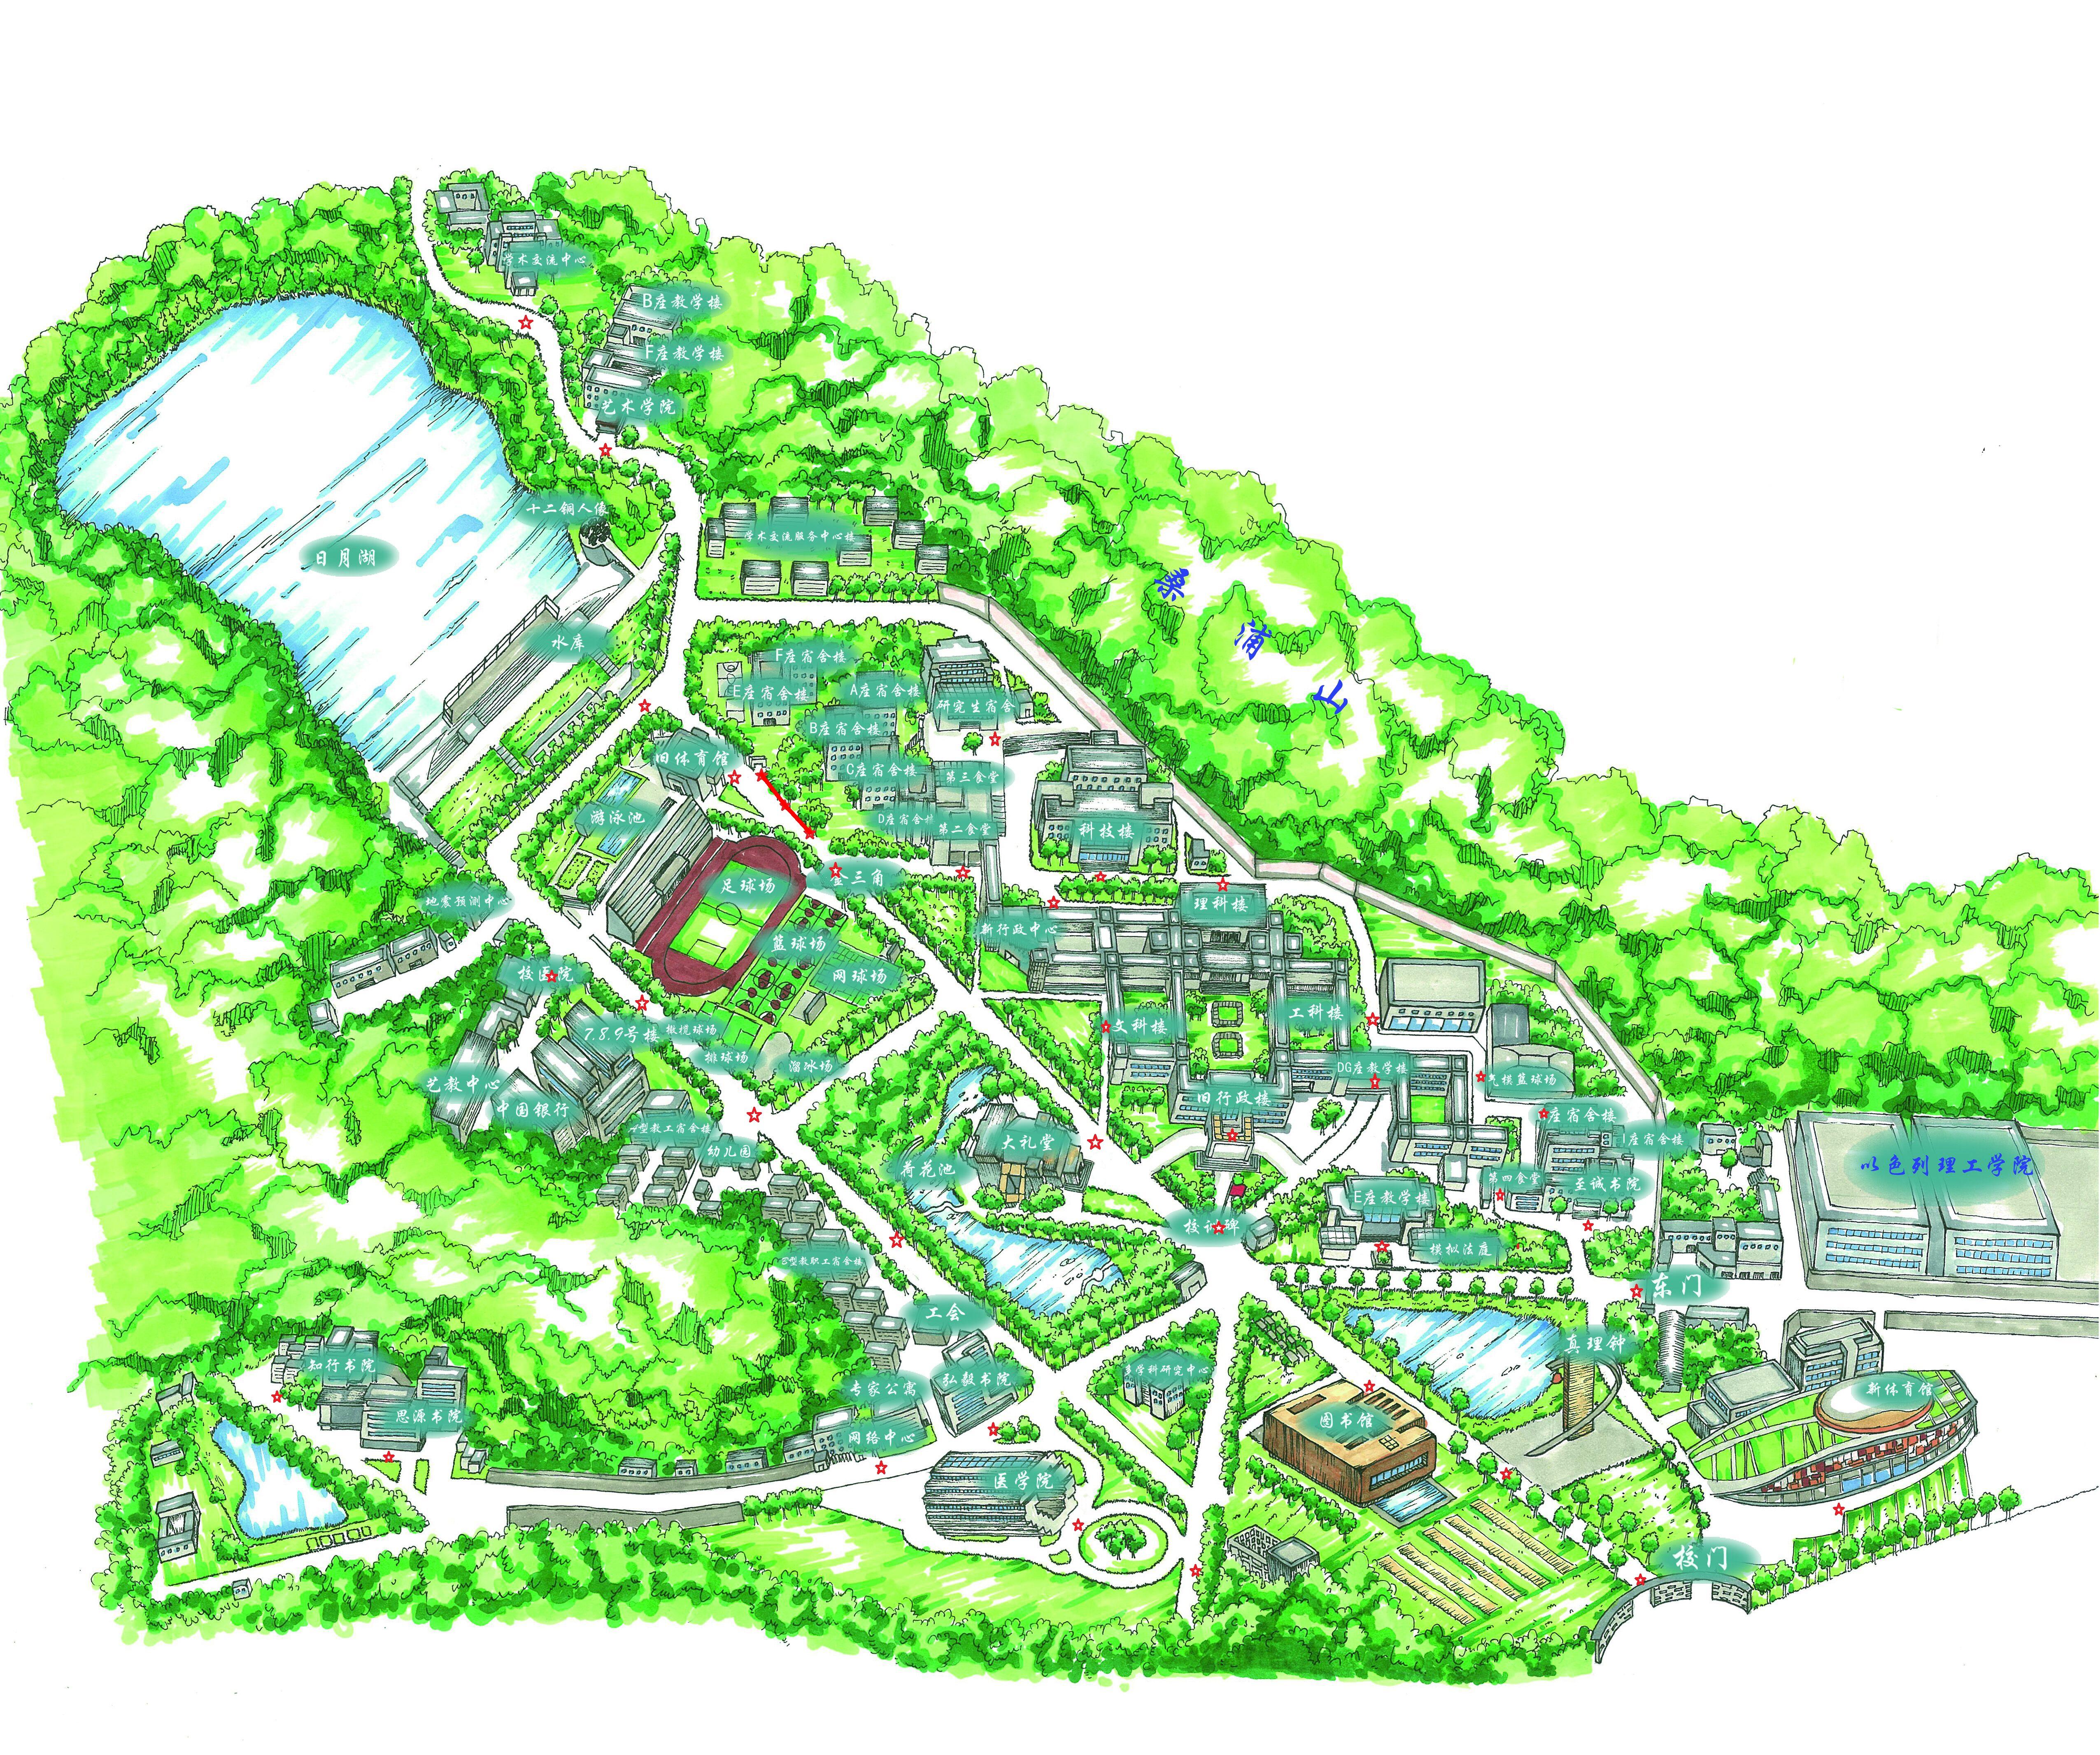 学术交流中心
B座教学楼
F座教学楼
艺术学院
十二铜人像
学术交流服务中心楼
日月湖
桑浦山
水库
F座宿舍楼
E座宿舍楼
A座宿舍楼
研究生宿舍
B座宿舍楼
旧体育馆
C座宿舍楼
第三食堂
游泳池
D座宿舍
第二食堂
科技楼
足球场
金三角
地震预测中心
理科楼
新行政中心
篮球场
校医院
网球场
7.8.9号楼
橄榄球场
文科楼
工科楼
排球场
溜冰场
DG座教学楼
艺教中心
中国银行
气模篮球场
旧行政楼
座宿舍楼
型教工宿舍楼
幼儿园
大礼堂
座宿舍楼
荷花池
以色列理工学院
第四食堂
至诚书院
E座教学楼
校训碑
模拟法庭
型教职工宿舍楼
东门
工会
真理钟
知行书院
多学科研究中心
弘毅书院
专家公寓
新体育馆
思源书院
图书馆
网络中心
医学院
校门